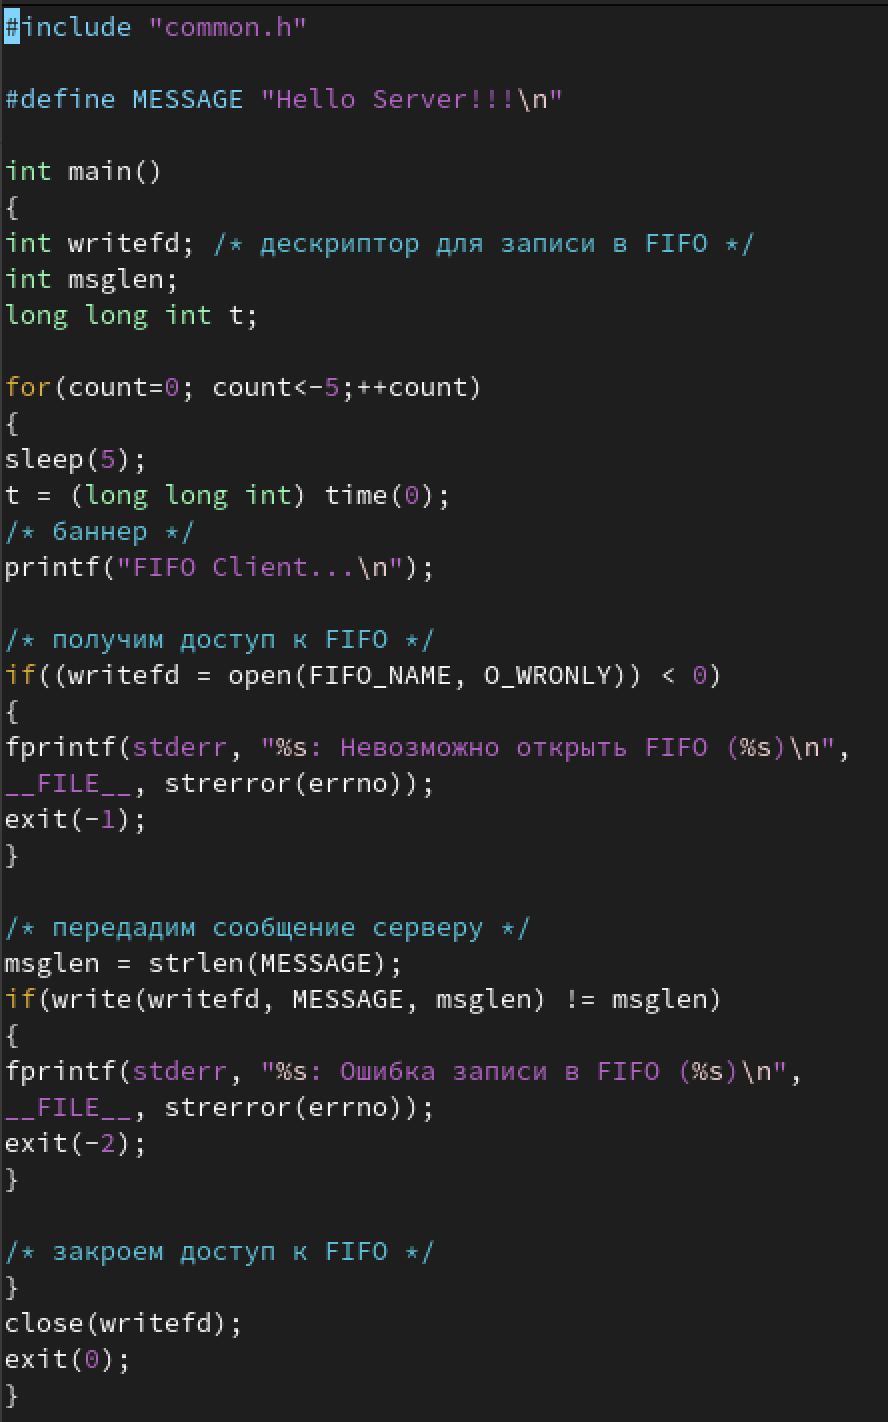 #include "common.h"
#define MESSAGE "Hello Server!!!\n"
int main()
{
int writefd; /* дескриптор для записи в FIFO */
int msglen;
long long int t;
for(count=0; count<-5;++count)
{
sleep(5);
t = (long long int) time(0);
/* баннер */
printf("FIFO Client...\n");
/* получим доступ к FIFO */
if((writefd = open(FIFO_NAME, O_WRONLY)) < 0)
{
fprintf(stderr, "%s: Невозможно открыть FIFO (%s)\n",
__FILE__, strerror(errno));
exit(-1);
}
/* передадим сообщение серверу */
msglen = strlen(MESSAGE);
if(write(writefd, MESSAGE, msglen) != msglen)
{
fprintf(stderr, "%s: Ошибка записи в FIFO (%s)\n",
__FILE__, strerror(errno));
exit(-2);
}
/* закроем доступ к FIFO */
}
close(writefd);
exit(0);
}